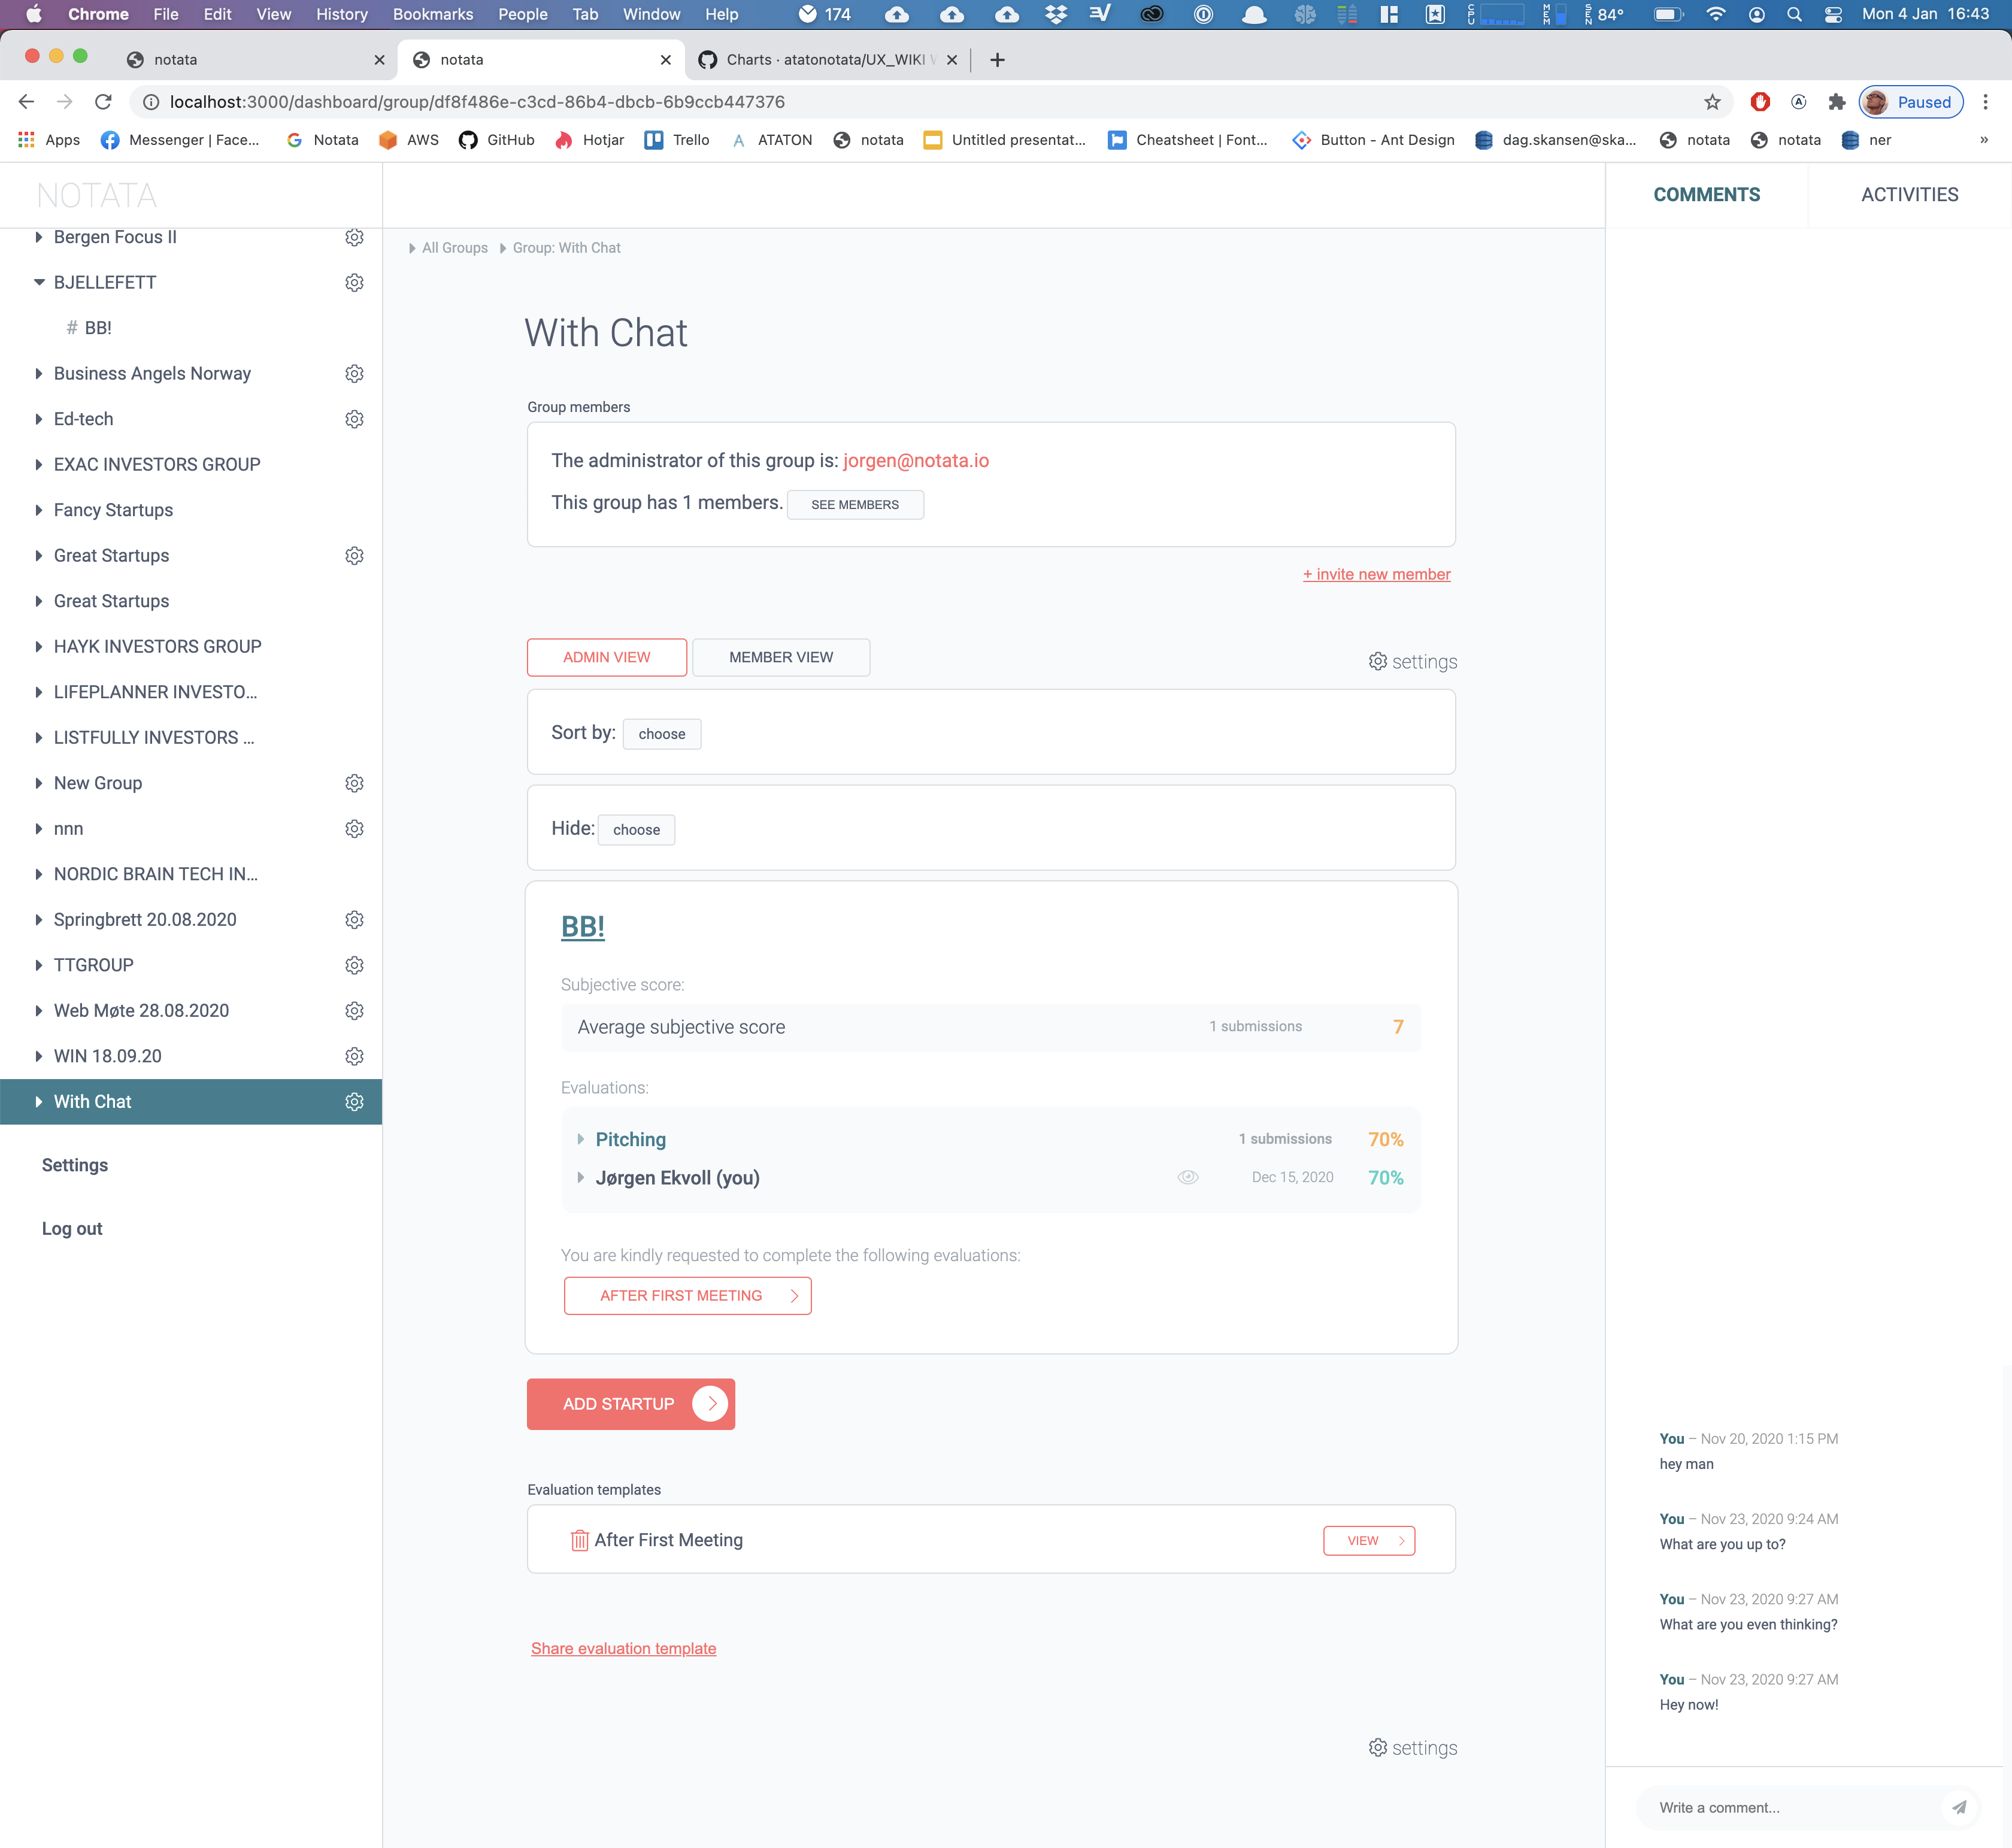 Chrome File Edit View History Bookmarks People Tab Window Help 174 CPU MEM SEN 84° Mon 4 Jan 16:43
notata notata Charts · atatonotata/UX_WIKI
localhost:3000/dashboard/group/df8f486e-c3cd-86b4-dbcb-6b9ccb447376 Paused
Apps Messenger | Face... Notata AWS GitHub Hotjar Trello ATATON notata Untitled presentat... Cheatsheet | Font... Button - Ant Design dag.skansen@ska... notata notata ner »
NOTATA
Bergen Focus II
BJELLEFETT
# BB!
Business Angels Norway
Ed-tech
EXAC INVESTORS GROUP
Fancy Startups
Great Startups
Great Startups
HAYK INVESTORS GROUP
LIFEPLANNER INVESTO...
LISTFULLY INVESTORS ...
New Group
nnn
NORDIC BRAIN TECH IN...
Springbrett 20.08.2020
TTGROUP
Web Møte 28.08.2020
WIN 18.09.20
With Chat
Settings
Log out
All Groups Group: With Chat
With Chat
Group members
The administrator of this group is: jorgen@notata.io
This group has 1 members. SEE MEMBERS
+ invite new member
ADMIN VIEW MEMBER VIEW settings
Sort by: choose
Hide: choose
BB!
Subjective score:
Average subjective score 1 submissions 7
Evaluations:
Pitching 1 submissions 70%
Jørgen Ekvoll (you) Dec 15, 2020 70%
You are kindly requested to complete the following evaluations:
AFTER FIRST MEETING
ADD STARTUP
Evaluation templates
After First Meeting VIEW
Share evaluation template
settings
COMMENTS ACTIVITIES
You – Nov 20, 2020 1:15 PM
hey man
You – Nov 23, 2020 9:24 AM
What are you up to?
You – Nov 23, 2020 9:27 AM
What are you even thinking?
You – Nov 23, 2020 9:27 AM
Hey now!
Write a comment...